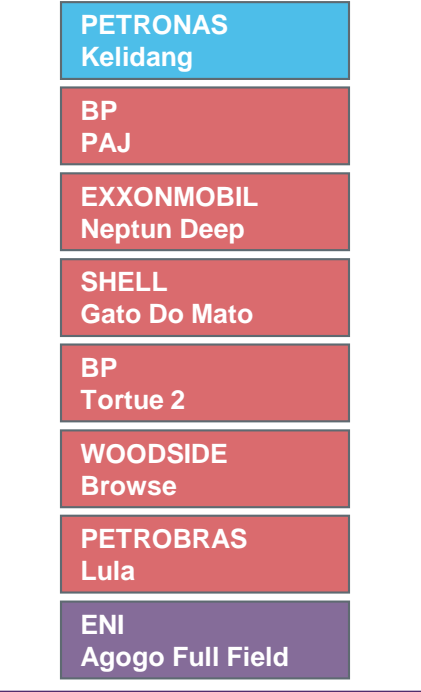 PETRONAS
Kelidang
BP
PAJ
EXXONMOBIL
Neptun Deep
SHELL
Gato Do Mato
BP
Tortue 2
WOODSIDE
Browse
PETROBRAS
Lula
ENI
Agogo Full Field